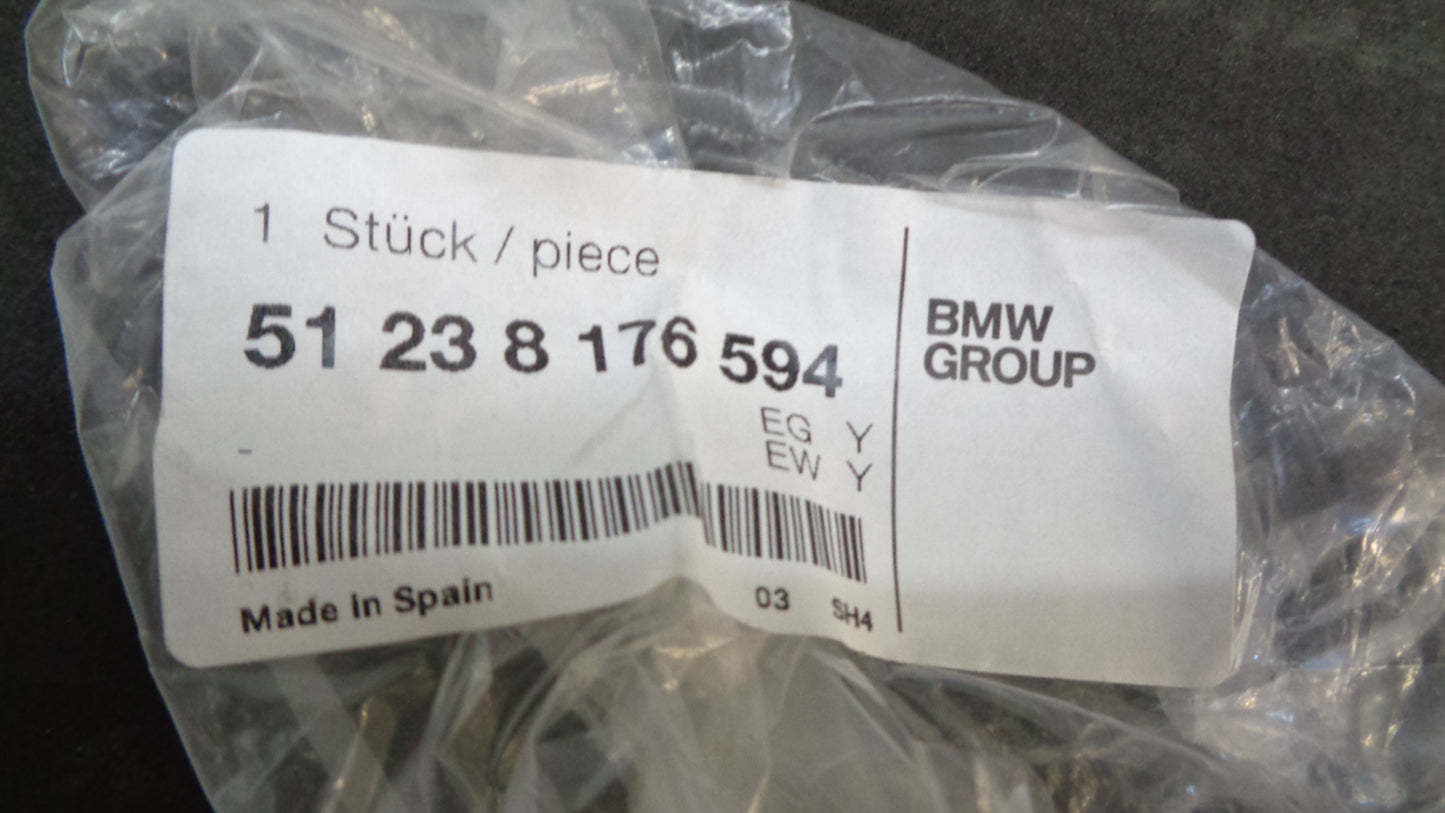 1 Stück / piece
51 23 8 176 594
EG Y
EW Y
-
Made in Spain
03 SH4
BMW
GROUP